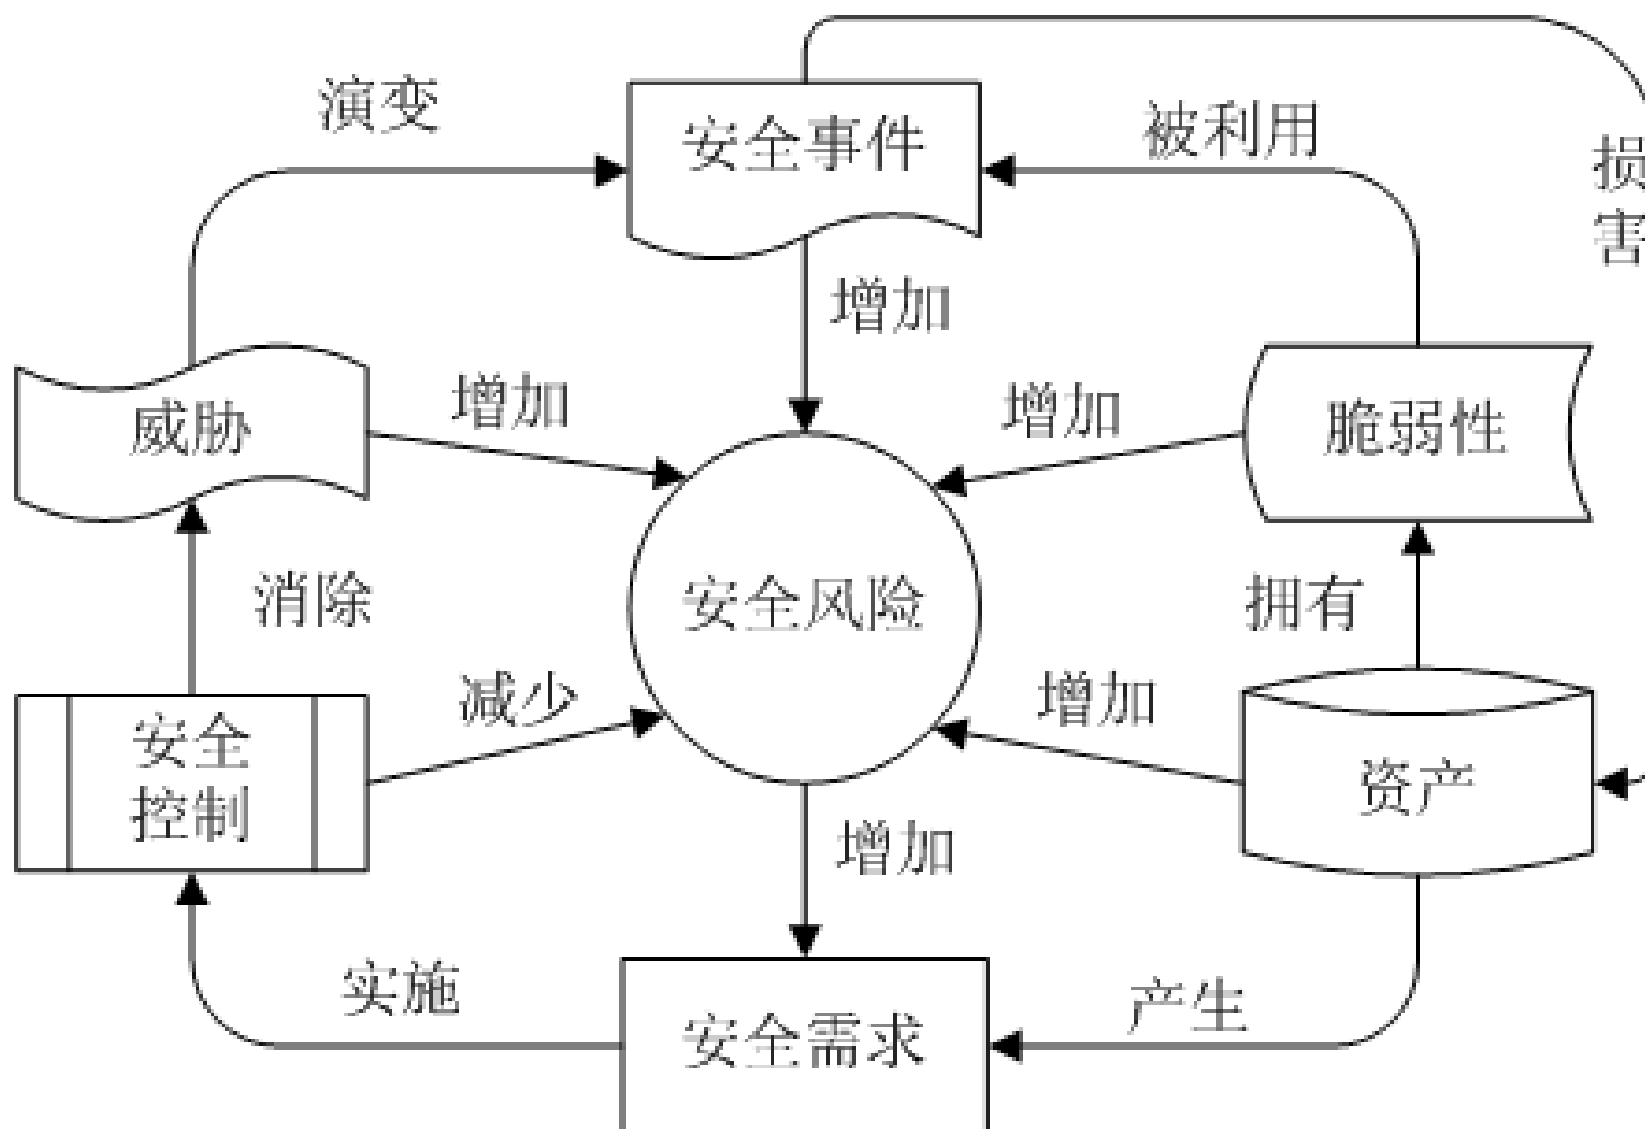 演变
安全事件
被利用
损
害
增加
威胁
增加
增加
脆弱性
消除
安全风险
拥有
安全
控制
减少
增加
资产
增加
实施
安全需求
产生